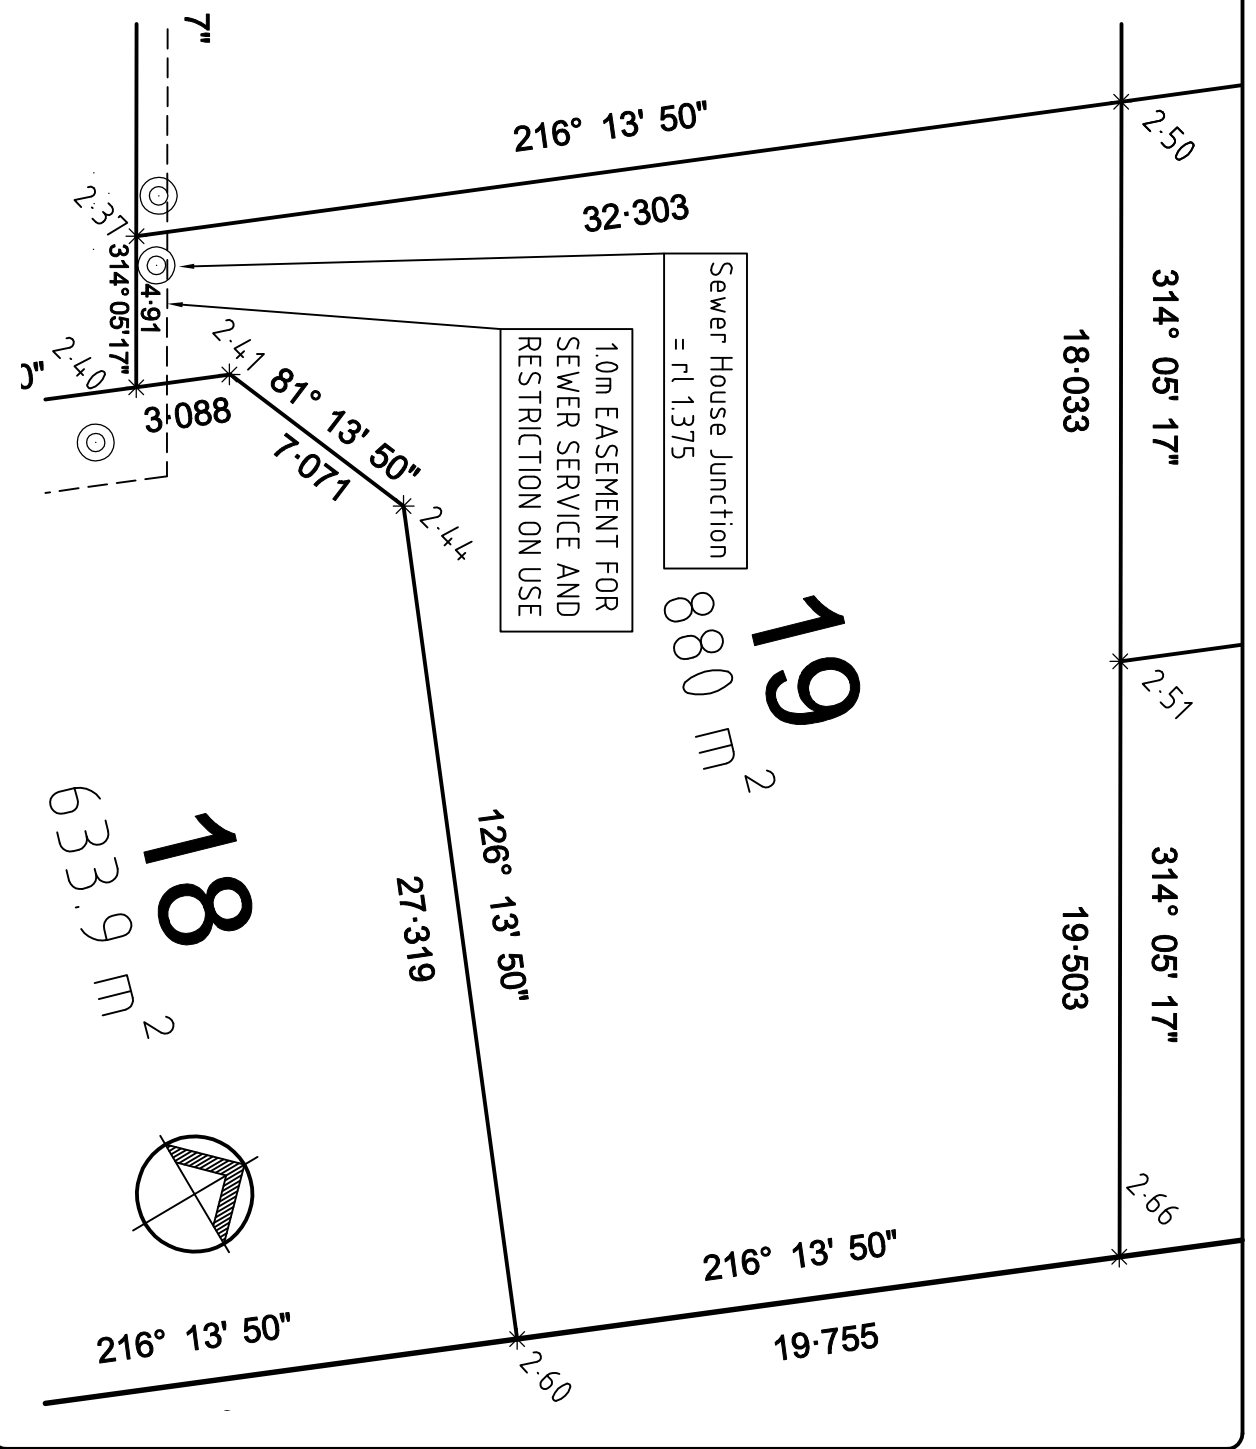 7"
216° 13' 50"
32·303
2·50
2·37
314° 05'17"
4·91
2·40
0"
3·088
2·41
81° 13' 50"
7·071
2·44
Sewer House Junction
= rl 1.375
1.0m EASEMENT FOR
SEWER SERVICE AND
RESTRICTION ON USE
314° 05' 17"
18·033
19
880 m²
2·51
314° 05' 17"
19·503
126° 13' 50"
27·319
18
633.9 m²
2·66
216° 13' 50"
19·755
2·60
216° 13' 50"